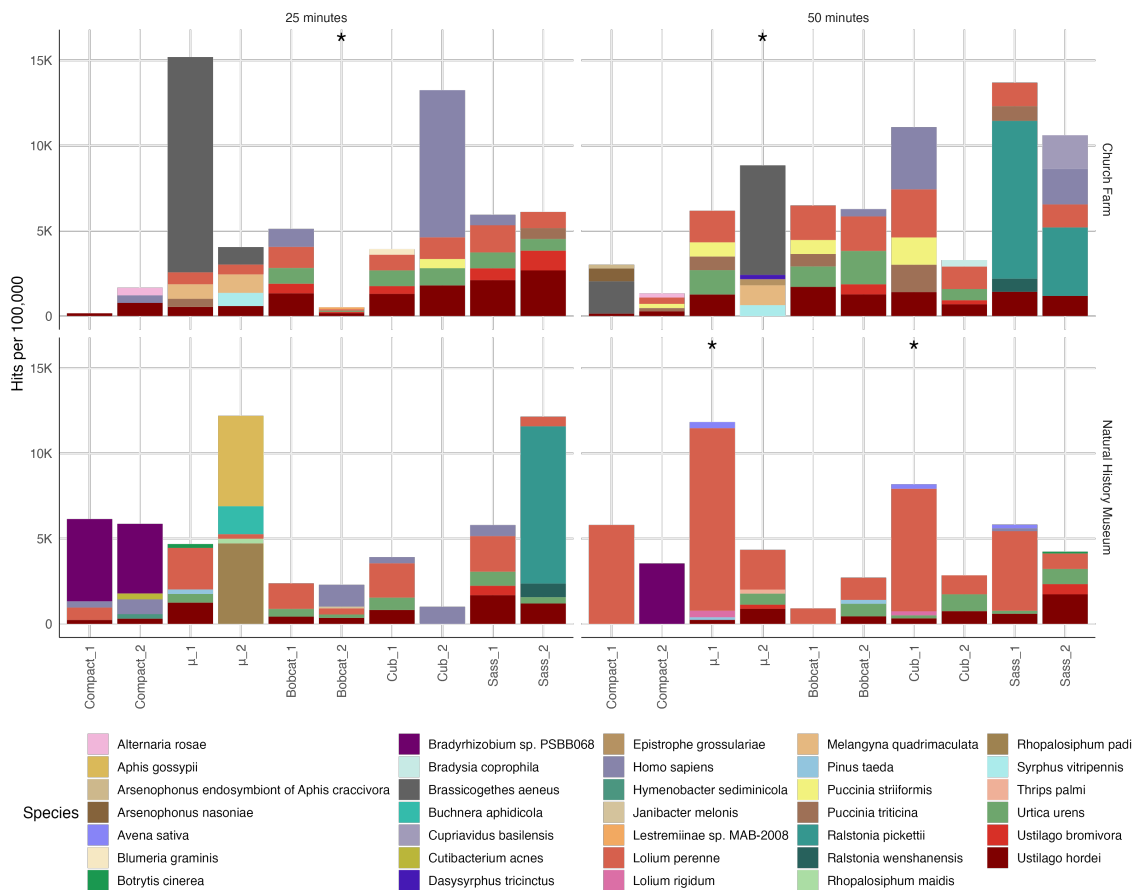 25 minutes 50 minutes
* *
15K
10K
5K
0
Church Farm
Hits per 100,000
* *
15K
10K
5K
0
Natural History Museum
Compact_1 Compact_2 μ_1 μ_2 Bobcat_1 Bobcat_2 Cub_1 Cub_2 Sass_1 Sass_2 Compact_1 Compact_2 μ_1 μ_2 Bobcat_1 Bobcat_2 Cub_1 Cub_2 Sass_1 Sass_2
Species
Alternaria rosae
Aphis gossypii
Arsenophonus endosymbiont of Aphis craccivora
Arsenophonus nasoniae
Avena sativa
Blumeria graminis
Botrytis cinerea
Bradyrhizobium sp. PSBB068
Bradysia coprophila
Brassicogethes aeneus
Buchnera aphidicola
Cupriavidus basilensis
Cutibacterium acnes
Dasysyrphus tricinctus
Epistrophe grossulariae
Homo sapiens
Hymenobacter sediminicola
Janibacter melonis
Lestremiinae sp. MAB-2008
Lolium perenne
Lolium rigidum
Melangyna quadrimaculata
Pinus taeda
Puccinia striiformis
Puccinia triticina
Ralstonia pickettii
Ralstonia wenshanensis
Rhopalosiphum maidis
Rhopalosiphum padi
Syrphus vitripennis
Thrips palmi
Urtica urens
Ustilago bromivora
Ustilago hordei